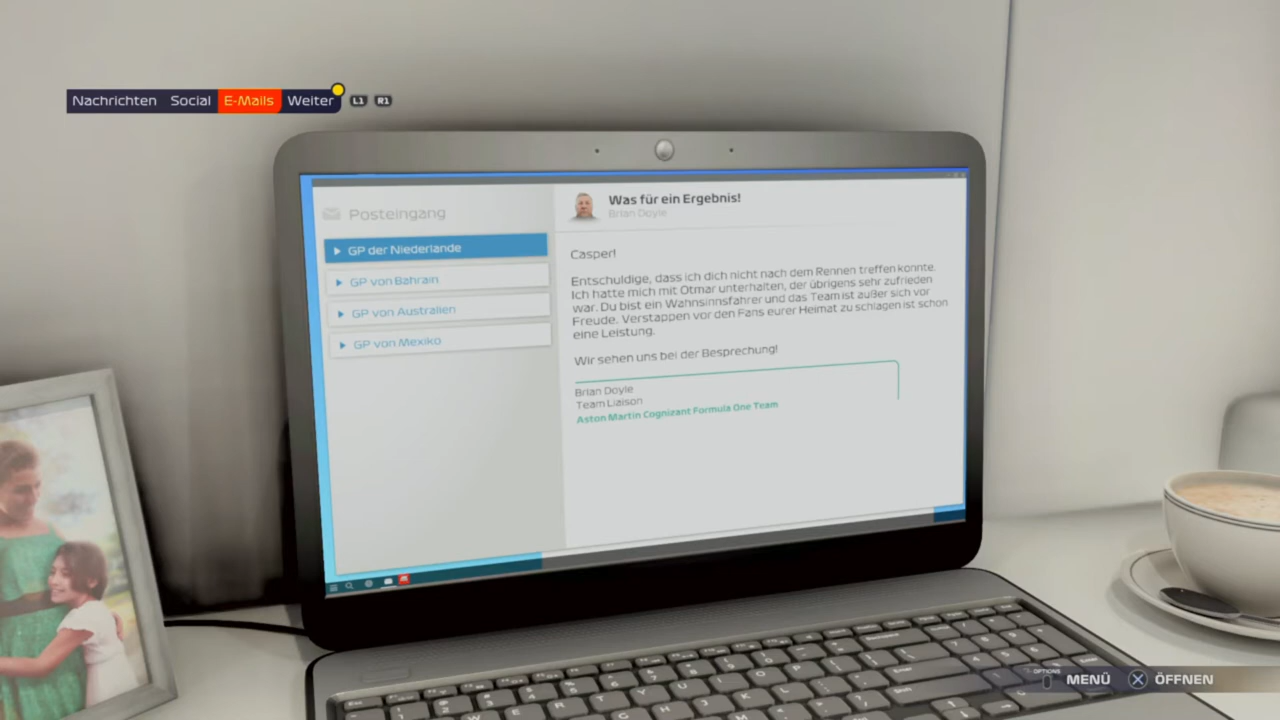 Nachrichten Social E-Mails Weiter L1 R1
Posteingang
GP der Niederlande
GP von Bahrain
GP von Australien
GP von Mexiko
Was für ein Ergebnis!
Brian Doyle
Casper!
Entschuldige, dass ich dich nicht nach dem Rennen treffen konnte.
Ich hatte mich mit Otmar unterhalten, der übrigens sehr zufrieden
war. Du bist ein Wahnsinnsfahrer und das Team ist außer sich vor
Freude. Verstappen vor den Fans eurer Heimat zu schlagen ist schon
eine Leistung.
Wir sehen uns bei der Besprechung!
Brian Doyle
Team Liaison
Aston Martin Cognizant Formula One Team
OPTIONS MENÜ ÖFFNEN